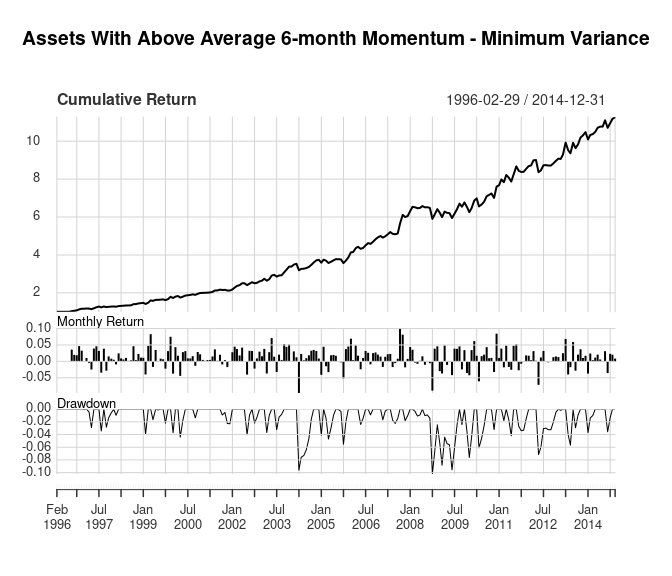 Assets With Above Average 6-month Momentum - Minimum Variance
Cumulative Return 1996-02-29 / 2014-12-31
10
8
6
4
2
Monthly Return
0.10
0.05
0.00
-0.05
Drawdown
0.00
-0.02
-0.04
-0.06
-0.08
-0.10
Feb Jul Jan Jul Jan Jul Jan Jul Jan Jul Jan Jul Jan
1996 1997 1999 2000 2002 2003 2005 2006 2008 2009 2011 2012 2014